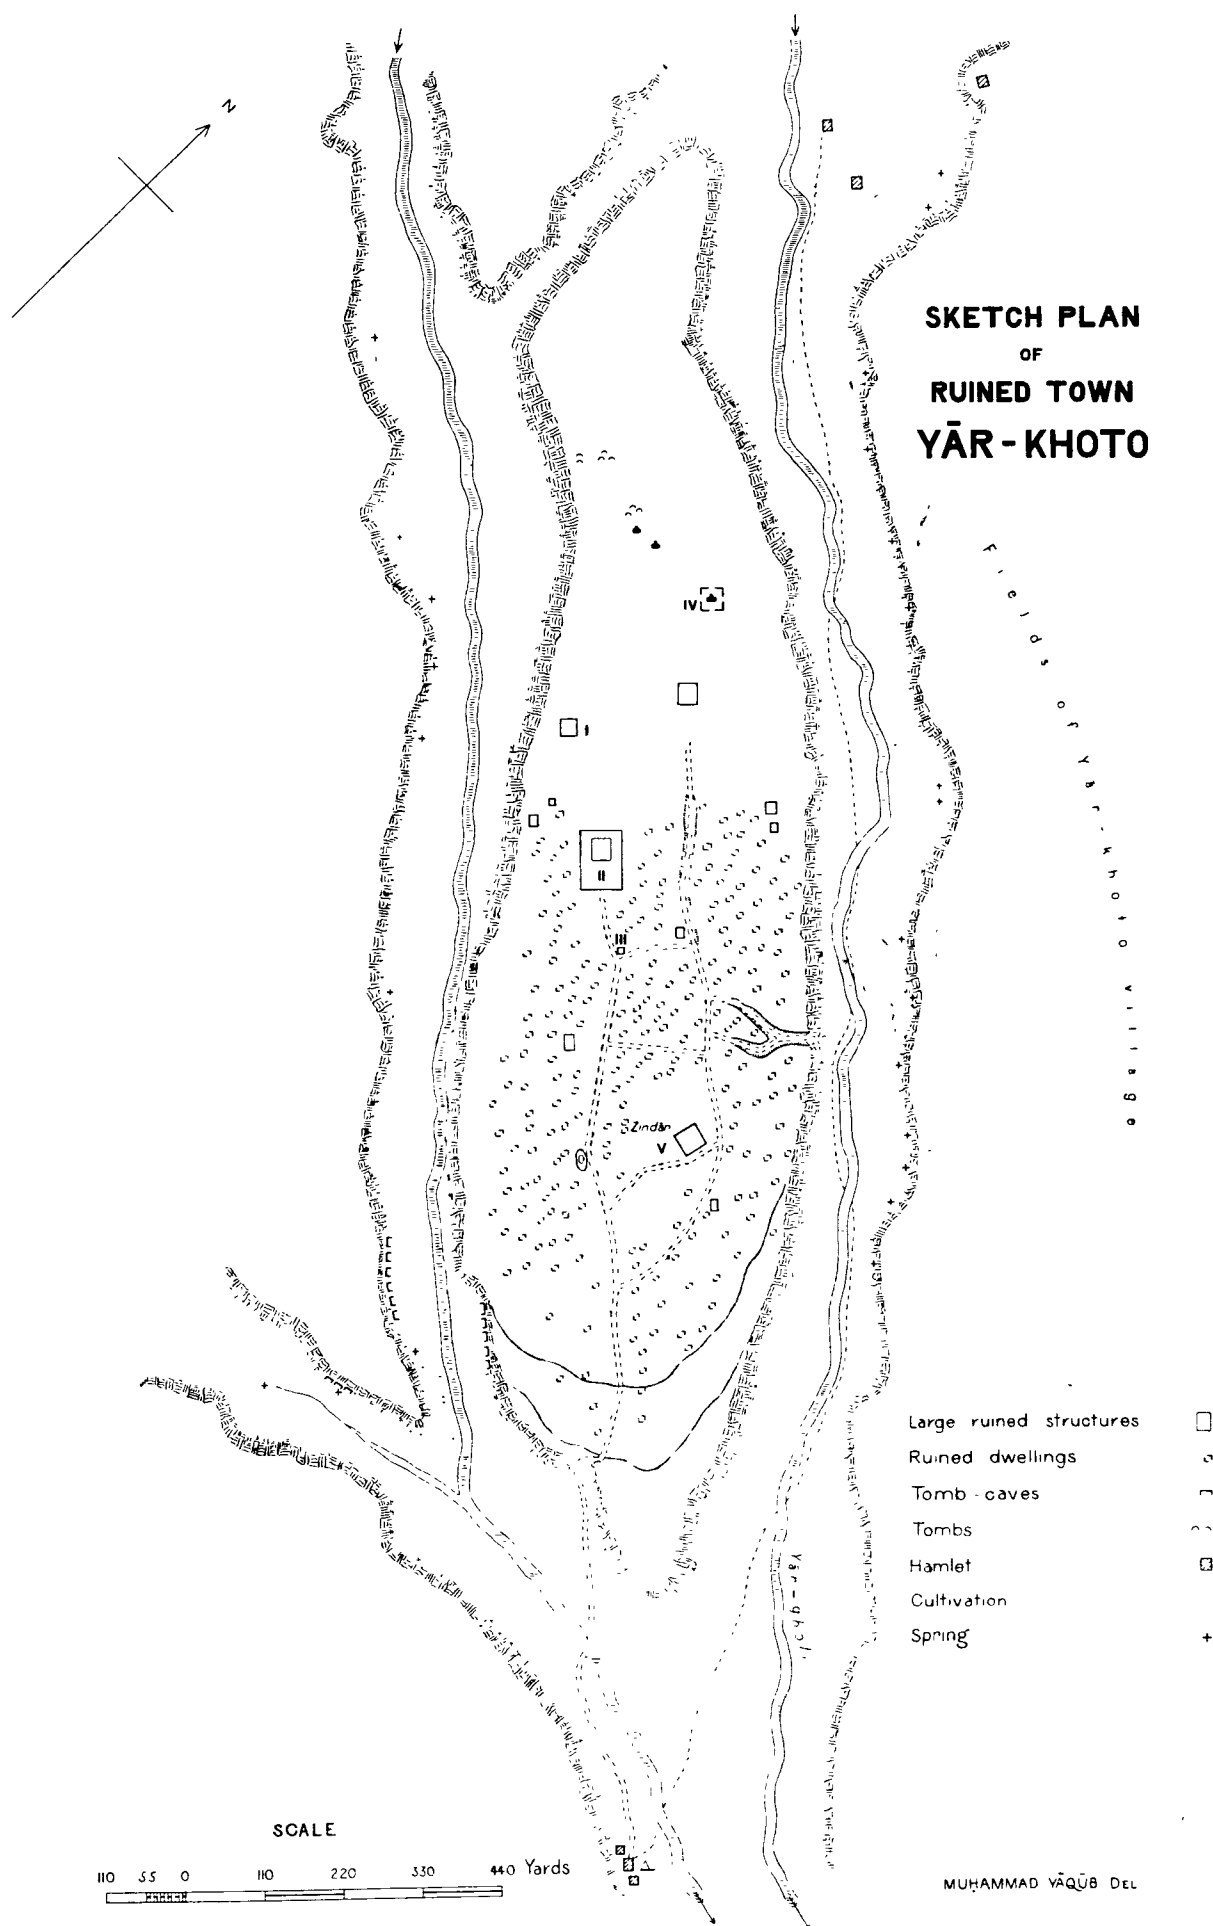 N
SKETCH PLAN
OF
RUINED TOWN
YĀR-KHOTO
Fields of Yār-khoto village
IV
I
II
III
Zindān
V
Large ruined structures
Ruined dwellings
Tomb-caves
Tombs
Hamlet
Cultivation
Spring
Yār-ghol
SCALE
110 55 0 110 220 330 440 Yards
MUḤAMMAD YĀQŪB DEL